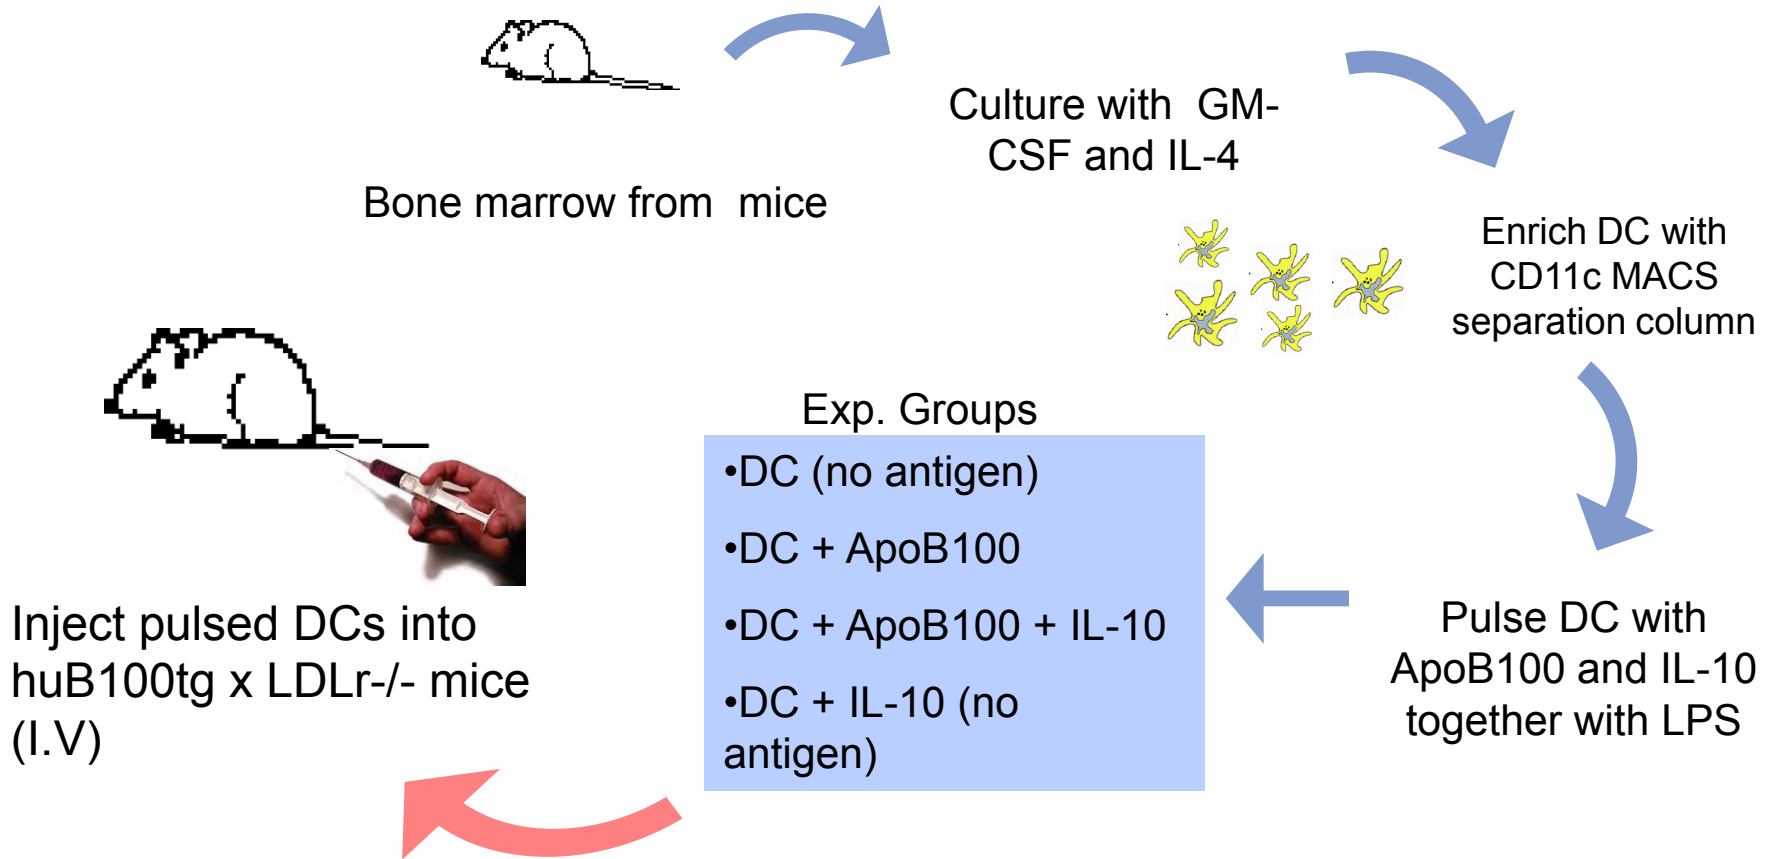 Bone marrow from  mice
Culture with  GM-
CSF and IL-4
Enrich DC with
CD11c MACS
separation column
Pulse DC with
ApoB100 and IL-10
together with LPS
Exp. Groups
•DC (no antigen)
•DC + ApoB100
•DC + ApoB100 + IL-10
•DC + IL-10 (no
antigen)
Inject pulsed DCs into
huB100tg x LDLr-/- mice
(I.V)